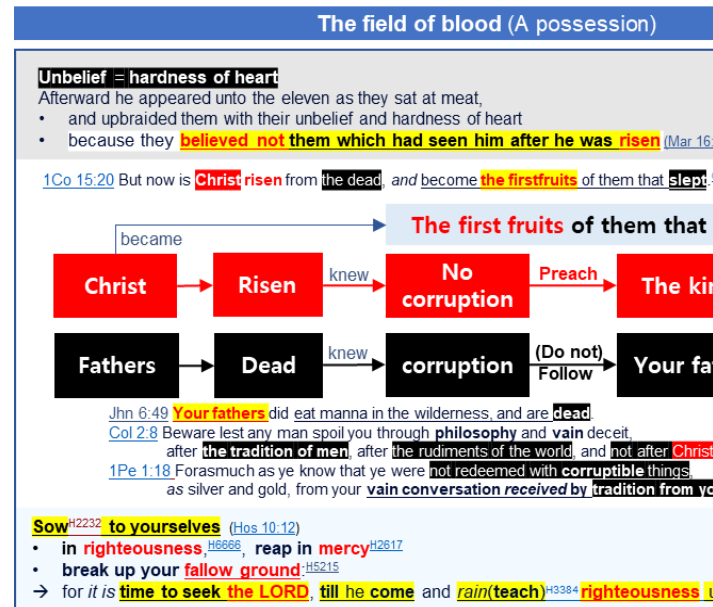 The field of blood (A possession)
Unbelief = hardness of heart
Afterward he appeared unto the eleven as they sat at meat,
• and upbraided them with their unbelief and hardness of heart
• because they believed not them which had seen him after he was risen (Mar 16:
1Co 15:20 But now is Christ risen from the dead, and become the firstfruits of them that slept.
The first fruits of them that
became
Christ Risen knew No corruption Preach The kin
Fathers Dead knew corruption (Do not) Follow Your fat
Jhn 6:49 Your fathers did eat manna in the wilderness, and are dead.
Col 2:8 Beware lest any man spoil you through philosophy and vain deceit,
after the tradition of men, after the rudiments of the world, and not after Christ
1Pe 1:18 Forasmuch as ye know that ye were not redeemed with corruptible things,
as silver and gold, from your vain conversation received by tradition from yo
Sow H2232 to yourselves (Hos 10:12)
• in righteousness, H6666, reap in mercy H2617
• break up your fallow ground: H5215
→ for it is time to seek the LORD, till he come and rain(teach) H3384 righteousness u